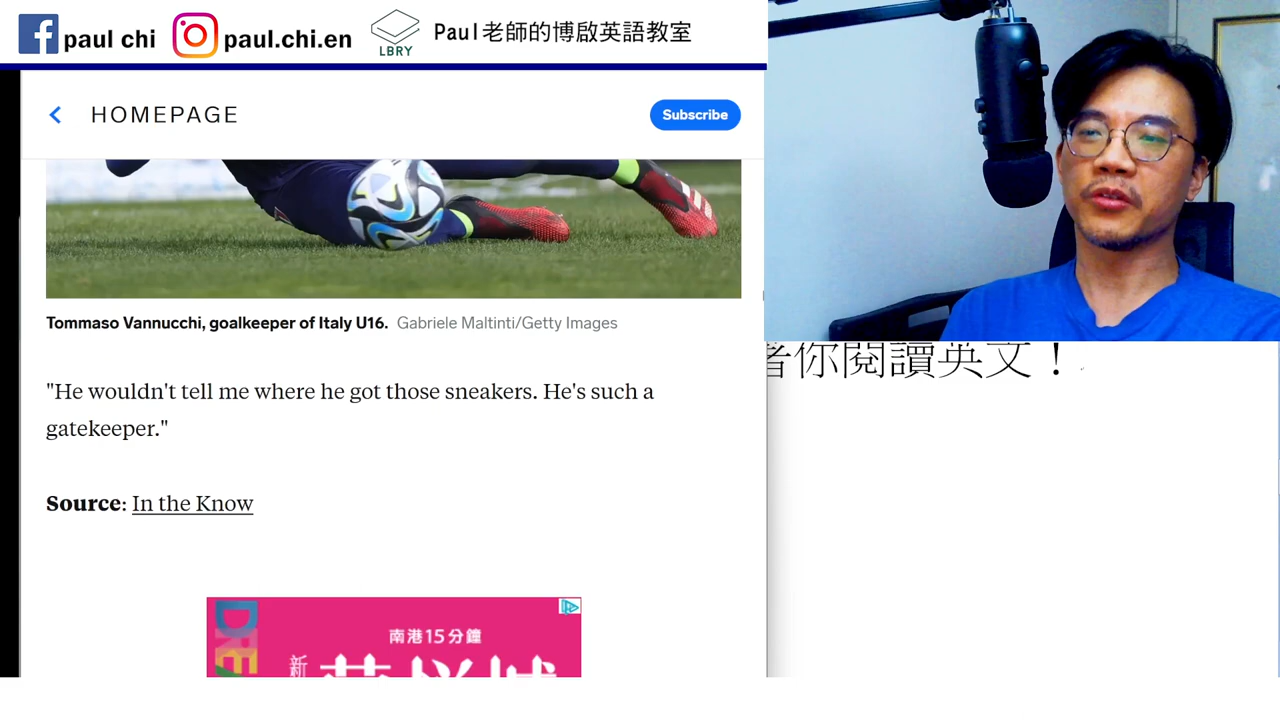 paul chi
paul.chi.en
LBRY
Paul老師的博啟英語教室
HOMEPAGE
Subscribe
Tommaso Vannucchi, goalkeeper of Italy U16. Gabriele Maltinti/Getty Images
"He wouldn't tell me where he got those sneakers. He's such a
gatekeeper."
Source: In the Know
你閱讀英文！
南港15分鐘
新